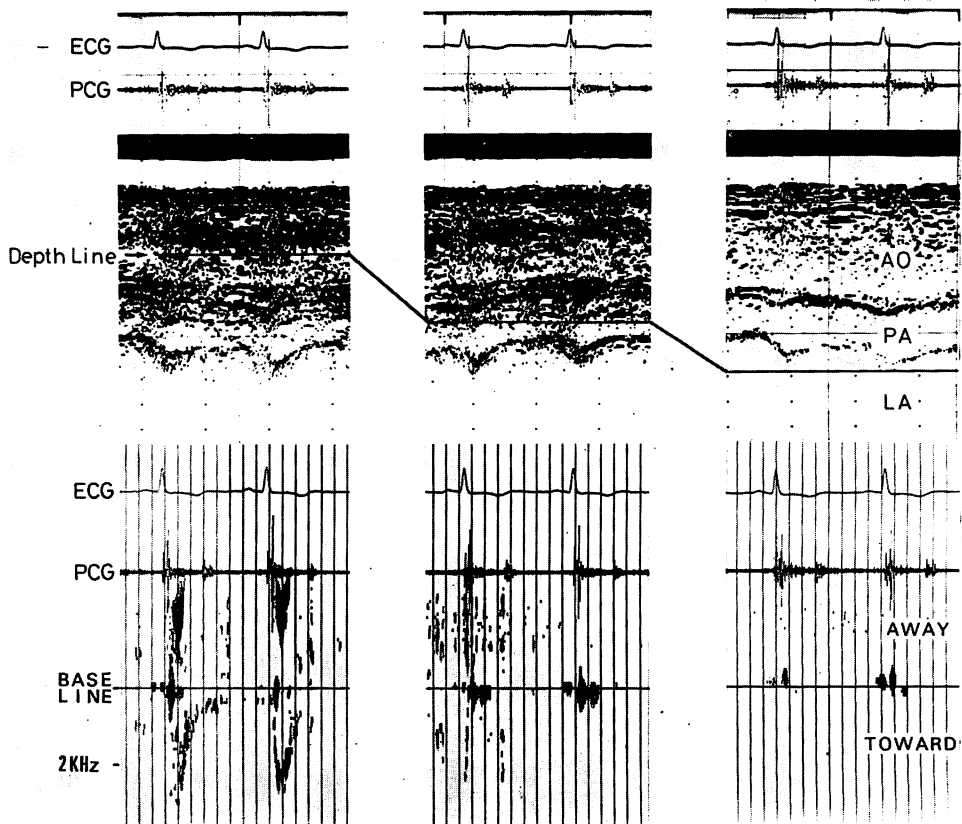 ECG
PCG
Depth Line
AO
PA
LA
ECG
PCG
AWAY
BASE
LINE
TOWARD
2KHz